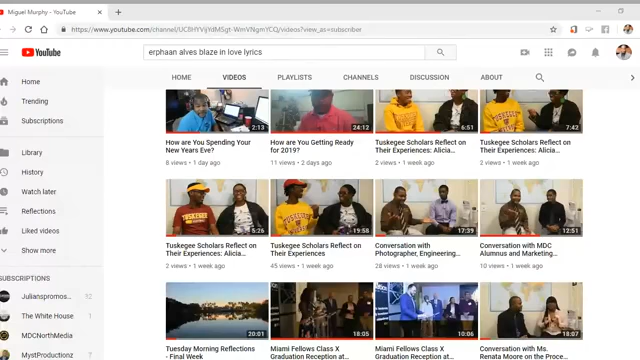 Miguel Murphy - YouTube
https://www.youtube.com/channel/UC8HYVijYdMSgt-WmVNgmYCQ/videos?view_as=subscriber
YouTube
erphaan alves blaze in love lyrics
HOME VIDEOS PLAYLISTS CHANNELS DISCUSSION ABOUT
Home
Trending
Subscriptions
Library
History
Watch later
Reflections
Liked videos
Show more
SUBSCRIPTIONS
Julianspromos... 12
The White House
MDCNorthMedia
MystProductionz
2:13
24:12
6:51
7:42
How are You Spending Your
New Years Eve?
8 views • 1 day ago
How are You Getting Ready
for 2019?
11 views • 2 days ago
Tuskegee Scholars Reflect on
Their Experiences: Alicia...
2 views • 1 week ago
Tuskegee Scholars Reflect on
Their Experiences: Alicia...
2 views • 1 week ago
TUSKEGEE
5:26
19:58
17:39
12:51
Tuskegee Scholars Reflect on
Their Experiences: Alicia...
2 views • 1 week ago
Tuskegee Scholars Reflect on
Their Experiences
45 views • 1 week ago
Conversation with
Photographer, Engineering...
28 views • 1 week ago
Conversation with MDC
Alumnus and Marketing...
10 views • 1 week ago
20:01
18:05
10:06
18:07
Tuesday Morning Reflections
- Final Week
Miami Fellows Class X
Graduation Reception at...
Miami Fellows Class X
Graduation Reception at...
Conversation with Ms.
Renata Moore on the Proce...